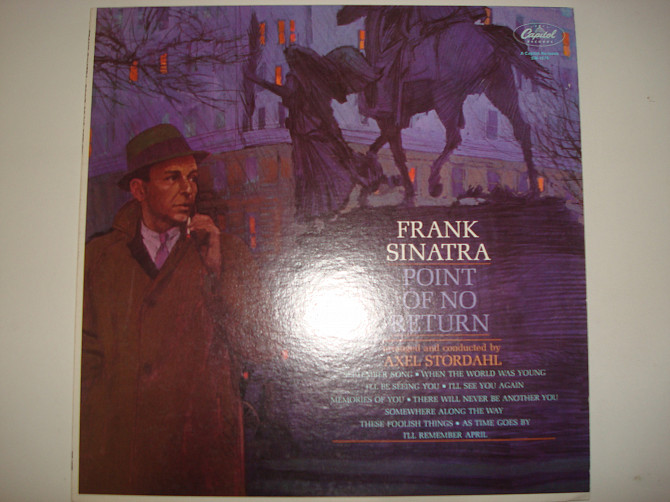 Capitol
RECORDS
FRANK
SINATRA
POINT
OF NO
RETURN
and conducted by
AXEL STORDAHL
SONG • WHEN THE WORLD WAS YOUNG
I'LL BE SEEING YOU • I'LL SEE YOU AGAIN
MEMORIES OF YOU • THERE WILL NEVER BE ANOTHER YOU
SOMEWHERE ALONG THE WAY
THESE FOOLISH THINGS • AS TIME GOES BY
I'LL REMEMBER APRIL